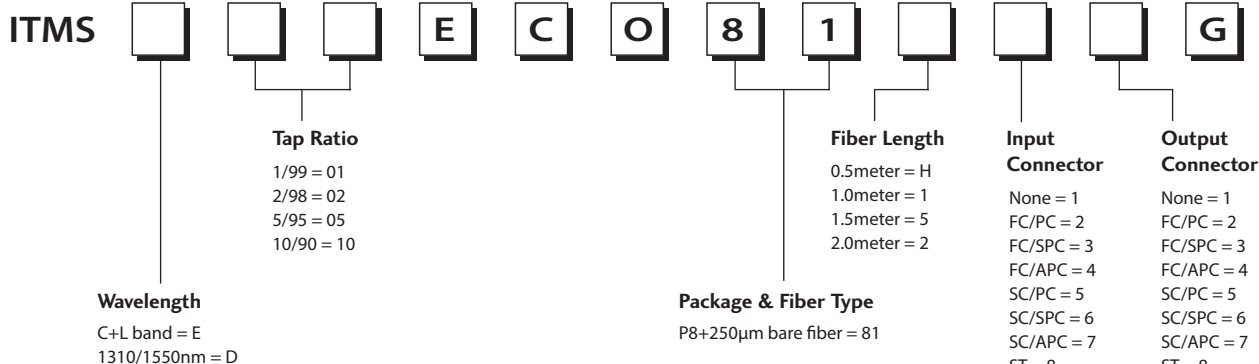 ITMS E C O 8 1 G
Tap Ratio
1/99 = 01
2/98 = 02
5/95 = 05
10/90 = 10
Wavelength
C+L band = E
1310/1550nm = D
Package & Fiber Type
P8+250μm bare fiber = 81
Fiber Length
0.5meter = H
1.0meter = 1
1.5meter = 5
2.0meter = 2
Input
Connector
None = 1
FC/PC = 2
FC/SPC = 3
FC/APC = 4
SC/PC = 5
SC/SPC = 6
SC/APC = 7
Output
Connector
None = 1
FC/PC = 2
FC/SPC = 3
FC/APC = 4
SC/PC = 5
SC/SPC = 6
SC/APC = 7